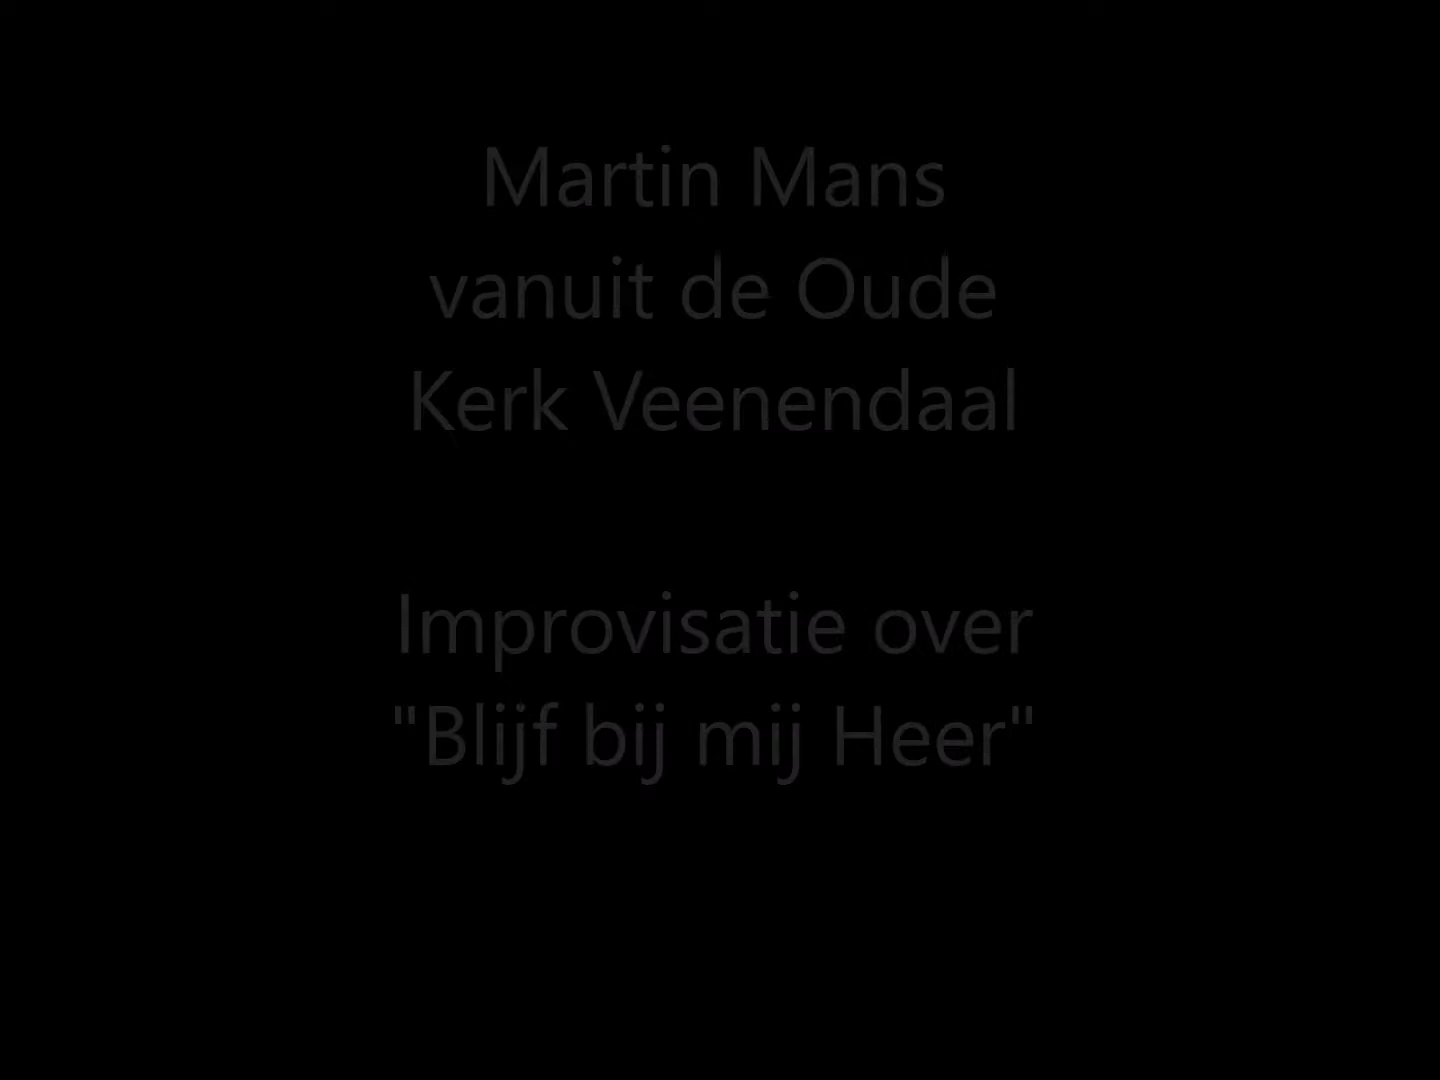 Martin Mans
vanuit de Oude
Kerk Veenendaal
Improvisatie over
"Blijf bij mij Heer"